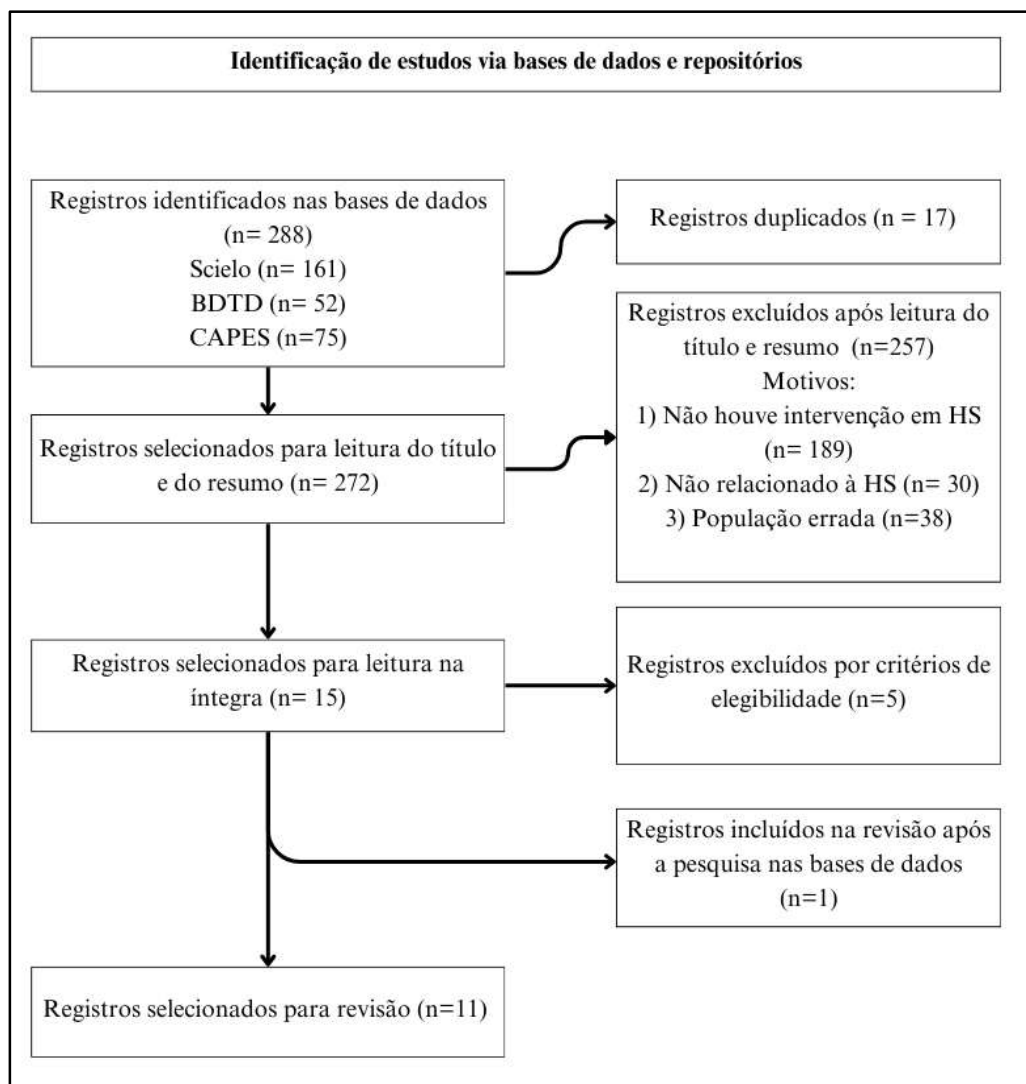 Identificação de estudos via bases de dados e repositórios
Registros identificados nas bases de dados
(n= 288)
Scielo (n= 161)
BDTD (n= 52)
CAPES (n=75)
Registros duplicados (n = 17)
Registros selecionados para leitura do título
e do resumo (n= 272)
Registros excluídos após leitura do
título e resumo (n=257)
Motivos:
1) Não houve intervenção em HS
(n= 189)
2) Não relacionado à HS (n= 30)
3) População errada (n=38)
Registros selecionados para leitura na
íntegra (n= 15)
Registros excluídos por critérios de
elegibilidade (n=5)
Registros incluídos na revisão após
a pesquisa nas bases de dados
(n=1)
Registros selecionados para revisão (n=11)